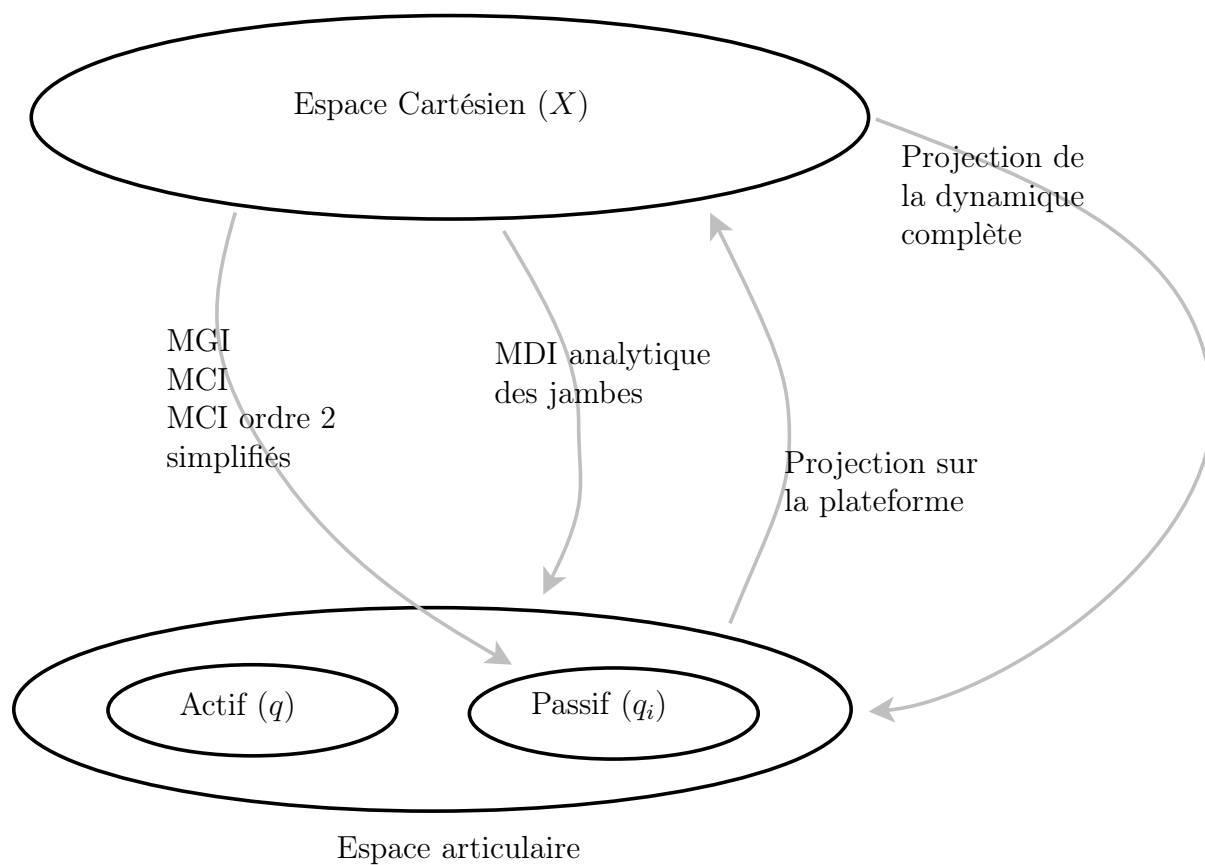 Espace Cartésien (X)
Projection de
la dynamique
complète
MGI
MCI
MCI ordre 2
simplifiés
MDI analytique
des jambes
Projection sur
la plateforme
Actif (q)
Passif (qᵢ)
Espace articulaire